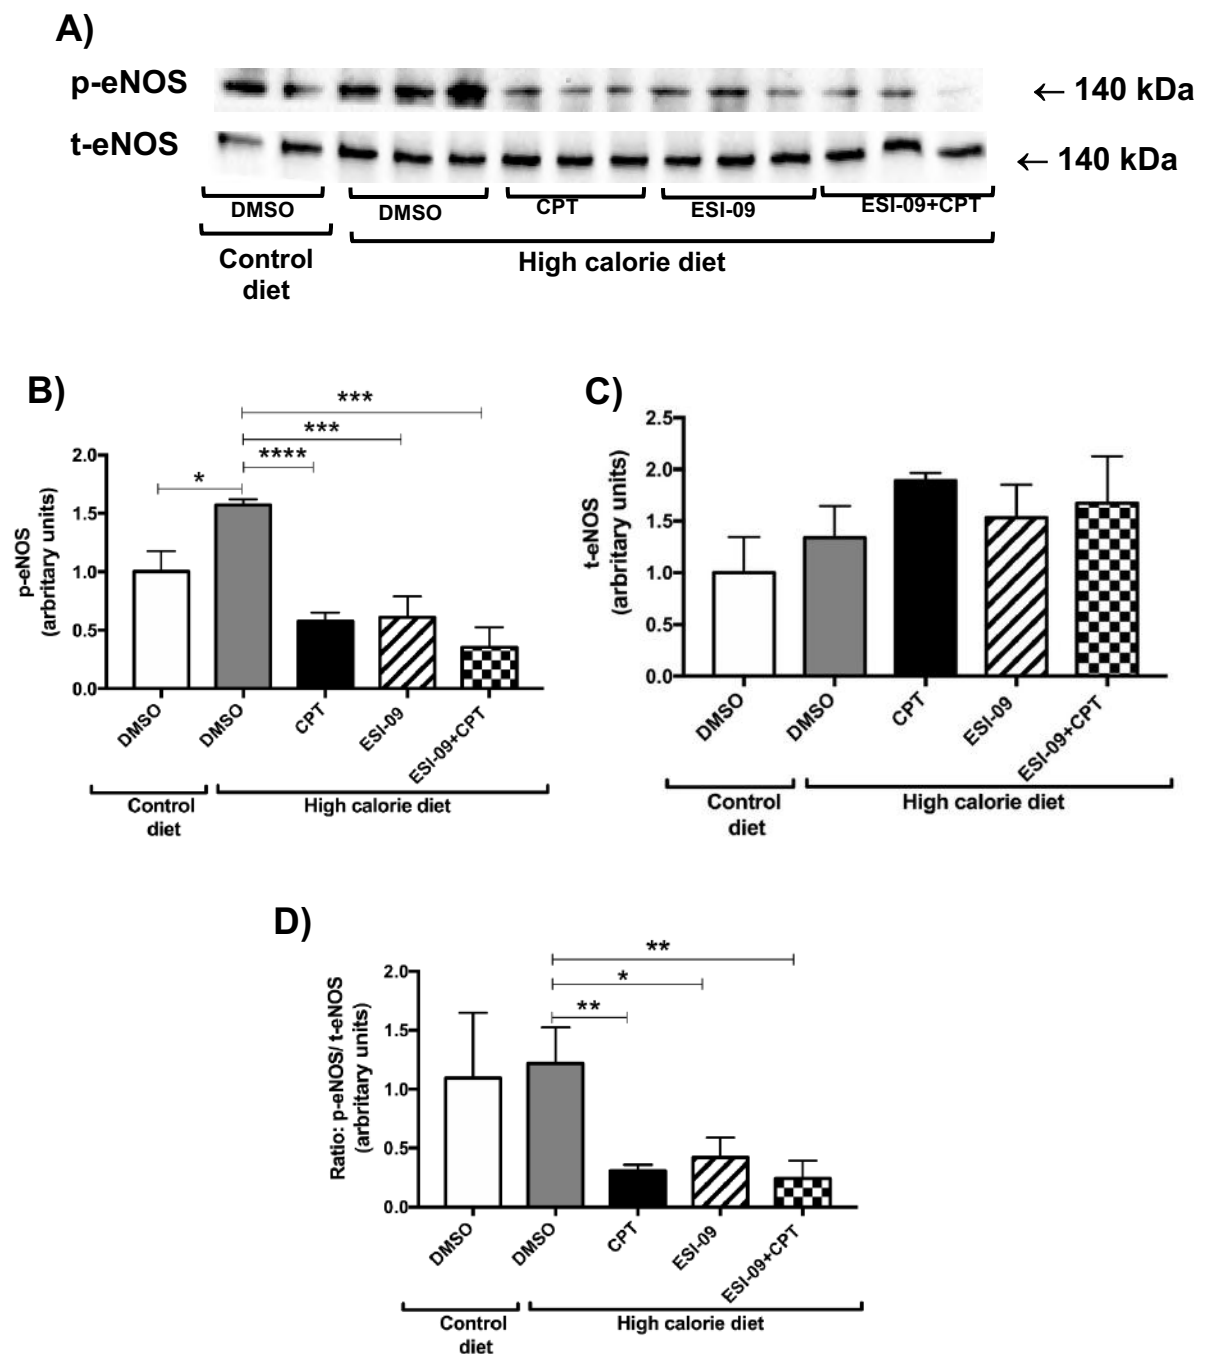 A)
p-eNOS
← 140 kDa
t-eNOS
← 140 kDa
DMSO
DMSO
CPT
ESI-09
ESI-09+CPT
Control
diet
High calorie diet
B)
***
***
****
*
p-eNOS
(arbritary units)
2.0
1.5
1.0
0.5
0.0
DMSO
DMSO
CPT
ESI-09
ESI-09+CPT
Control
diet
High calorie diet
C)
t-eNOS
(arbritary units)
2.5
2.0
1.5
1.0
0.5
0.0
DMSO
DMSO
CPT
ESI-09
ESI-09+CPT
Control
diet
High calorie diet
D)
**
*
**
Ratio: p-eNOS/ t-eNOS
(arbritary units)
2.0
1.5
1.0
0.5
0.0
DMSO
DMSO
CPT
ESI-09
ESI-09+CPT
Control
diet
High calorie diet